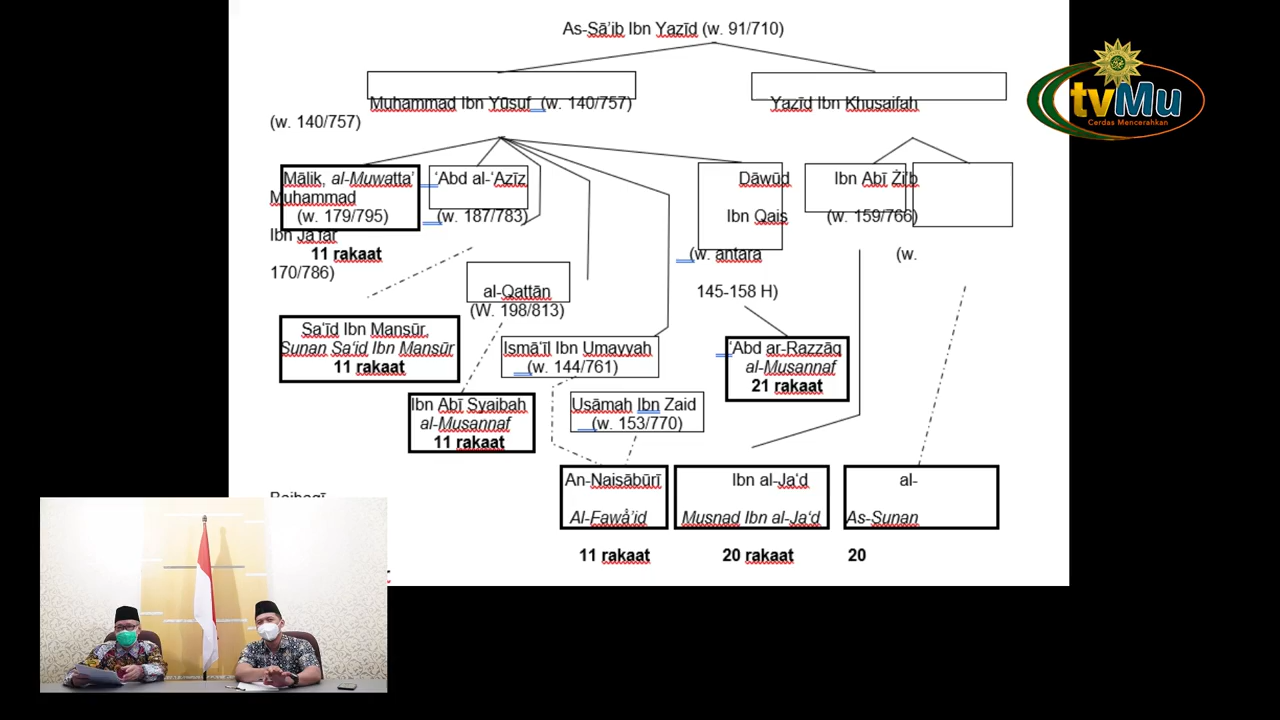 As-Sā’ib Ibn Yazīd (w. 91/710)
Muhammad Ibn Yūsuf (w. 140/757)
Yazīd Ibn Khusaifah
(w. 140/757)
Mālik, al-Muwatta’
‘Abd al-‘Azīz
Dāwūd
Ibn Abī Żi’b
Muhammad
(w. 179/795)
(w. 187/783)
Ibn Qais
(w. 159/766)
Ibn Ja‘far
11 rakaat
(w. antara
(w.
170/786)
al-Qattān
145-158 H)
(W. 198/813)
Sa‘īd Ibn Mansūr,
Sunan Sa‘id Ibn Mansūr
11 rakaat
Ismā‘īl Ibn Umayyah
(w. 144/761)
‘Abd ar-Razzāq
al-Musannaf
21 rakaat
Ibn Abī Syaibah
al-Musannaf
11 rakaat
Usāmah Ibn Zaid
(w. 153/770)
An-Naisābūrī
Ibn al-Ja‘d
al-
Baihaqī
Al-Fawā’id
Musnad Ibn al-Ja‘d
As-Sunan
11 rakaat
20 rakaat
20
tvMu
Cerdas Mencerahkan